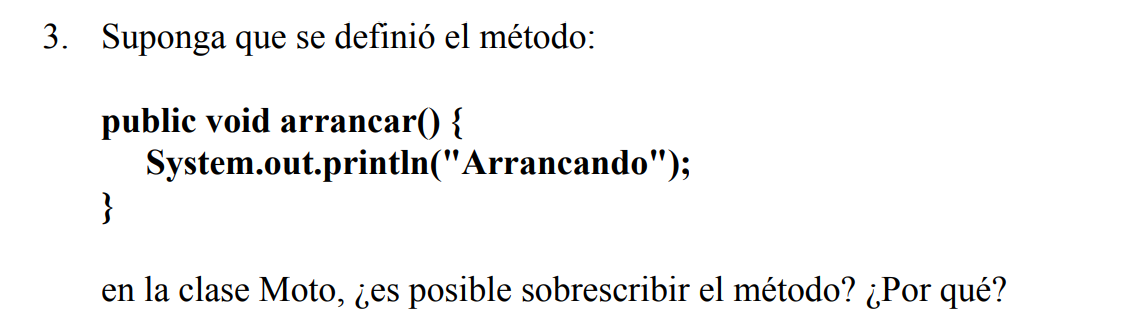 3. Suponga que se definió el método:
public void arrancar() {
System.out.println("Arrancando");
}
en la clase Moto, ¿es posible sobrescribir el método? ¿Por qué?